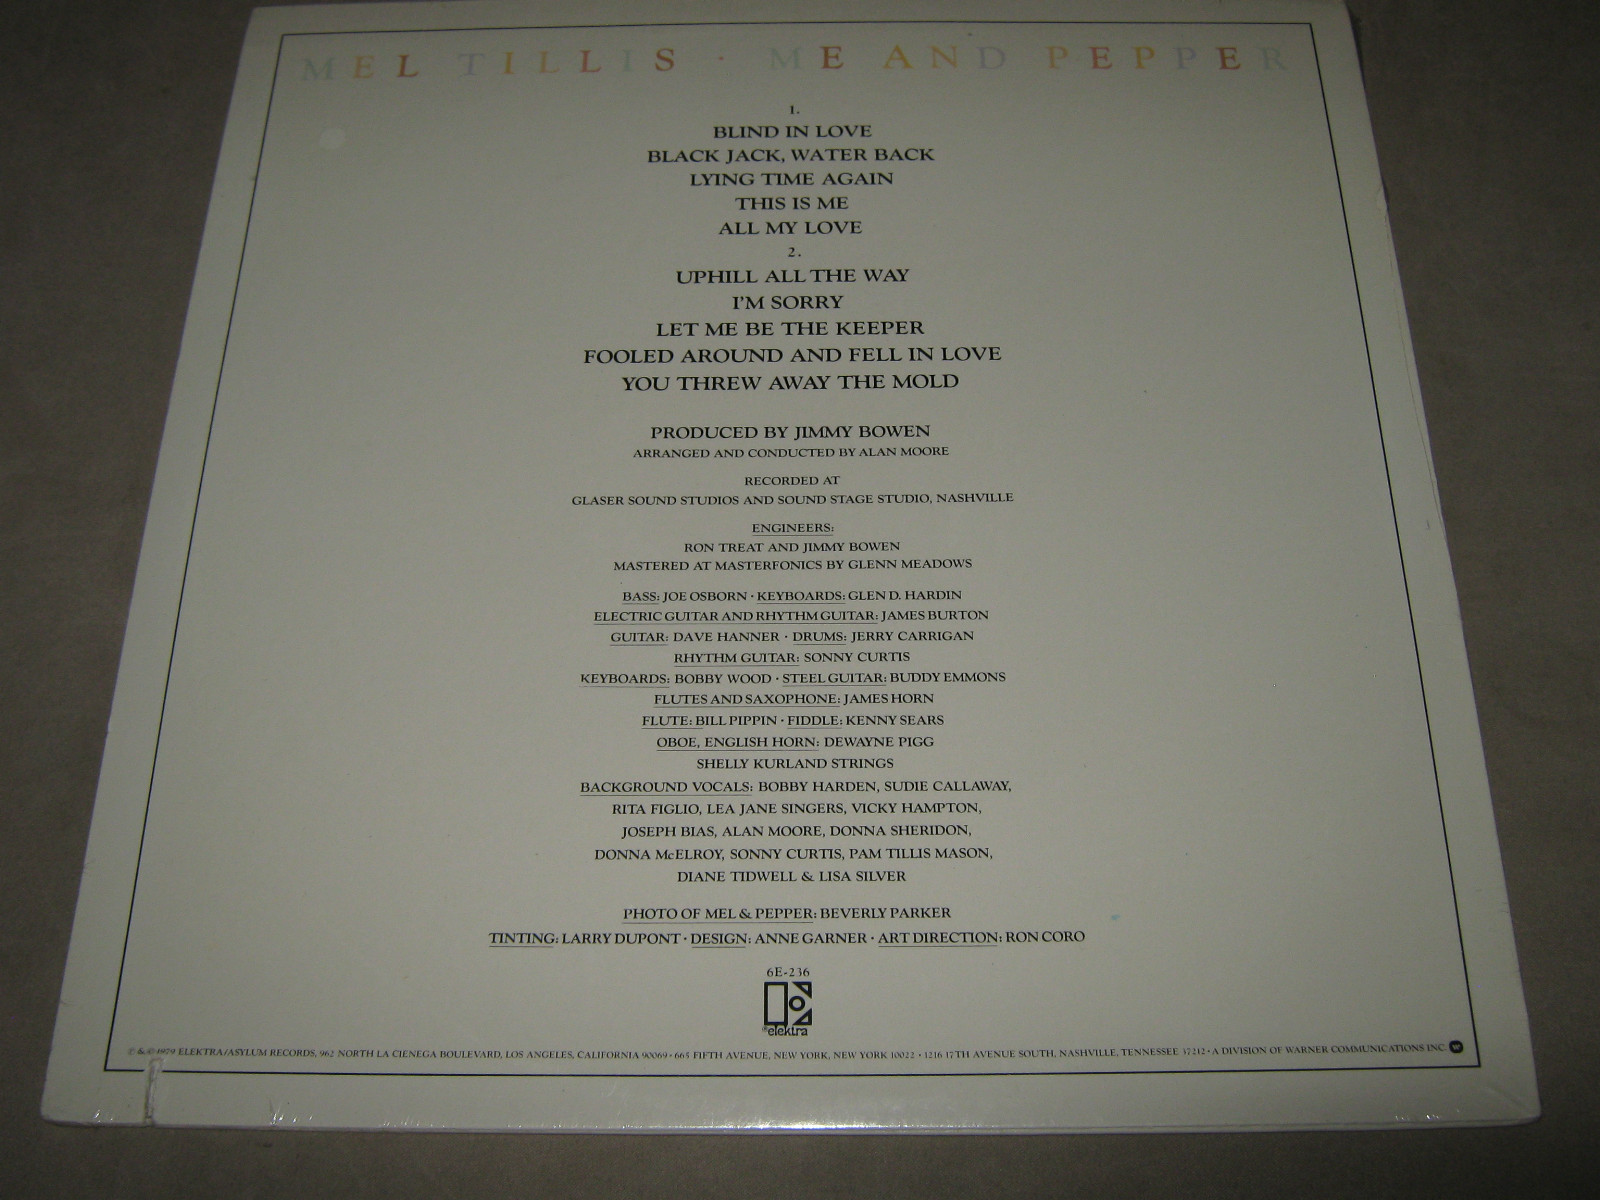 MEL TILLIS · ME AND PEPPER
1.
BLIND IN LOVE
BLACK JACK, WATER BACK
LYING TIME AGAIN
THIS IS ME
ALL MY LOVE
2.
UPHILL ALL THE WAY
I'M SORRY
LET ME BE THE KEEPER
FOOLED AROUND AND FELL IN LOVE
YOU THREW AWAY THE MOLD
PRODUCED BY JIMMY BOWEN
ARRANGED AND CONDUCTED BY ALAN MOORE
RECORDED AT
GLASER SOUND STUDIOS AND SOUND STAGE STUDIO, NASHVILLE
ENGINEERS:
RON TREAT AND JIMMY BOWEN
MASTERED AT MASTERFONICS BY GLENN MEADOWS
BASS: JOE OSBORN · KEYBOARDS: GLEN D. HARDIN
ELECTRIC GUITAR AND RHYTHM GUITAR: JAMES BURTON
GUITAR: DAVE HANNER · DRUMS: JERRY CARRIGAN
RHYTHM GUITAR: SONNY CURTIS
KEYBOARDS: BOBBY WOOD · STEEL GUITAR: BUDDY EMMONS
FLUTES AND SAXOPHONE: JAMES HORN
FLUTE: BILL PIPPIN · FIDDLE: KENNY SEARS
OBOE, ENGLISH HORN: DEWAYNE PIGG
SHELLY KURLAND STRINGS
BACKGROUND VOCALS: BOBBY HARDEN, SUDIE CALLAWAY,
RITA FIGLIO, LEA JANE SINGERS, VICKY HAMPTON,
JOSEPH BIAS, ALAN MOORE, DONNA SHERIDON,
DONNA McELROY, SONNY CURTIS, PAM TILLIS MASON,
DIANE TIDWELL & LISA SILVER
PHOTO OF MEL & PEPPER: BEVERLY PARKER
TINTING: LARRY DUPONT · DESIGN: ANNE GARNER · ART DIRECTION: RON CORO
6E-236
®elektra
℗ & © 1979 ELEKTRA/ASYLUM RECORDS, 962 NORTH LA CIENEGA BOULEVARD, LOS ANGELES, CALIFORNIA 90069 · 665 FIFTH AVENUE, NEW YORK, NEW YORK 10022 · 1216 17TH AVENUE SOUTH, NASHVILLE, TENNESSEE 37212 · A DIVISION OF WARNER COMMUNICATIONS INC.